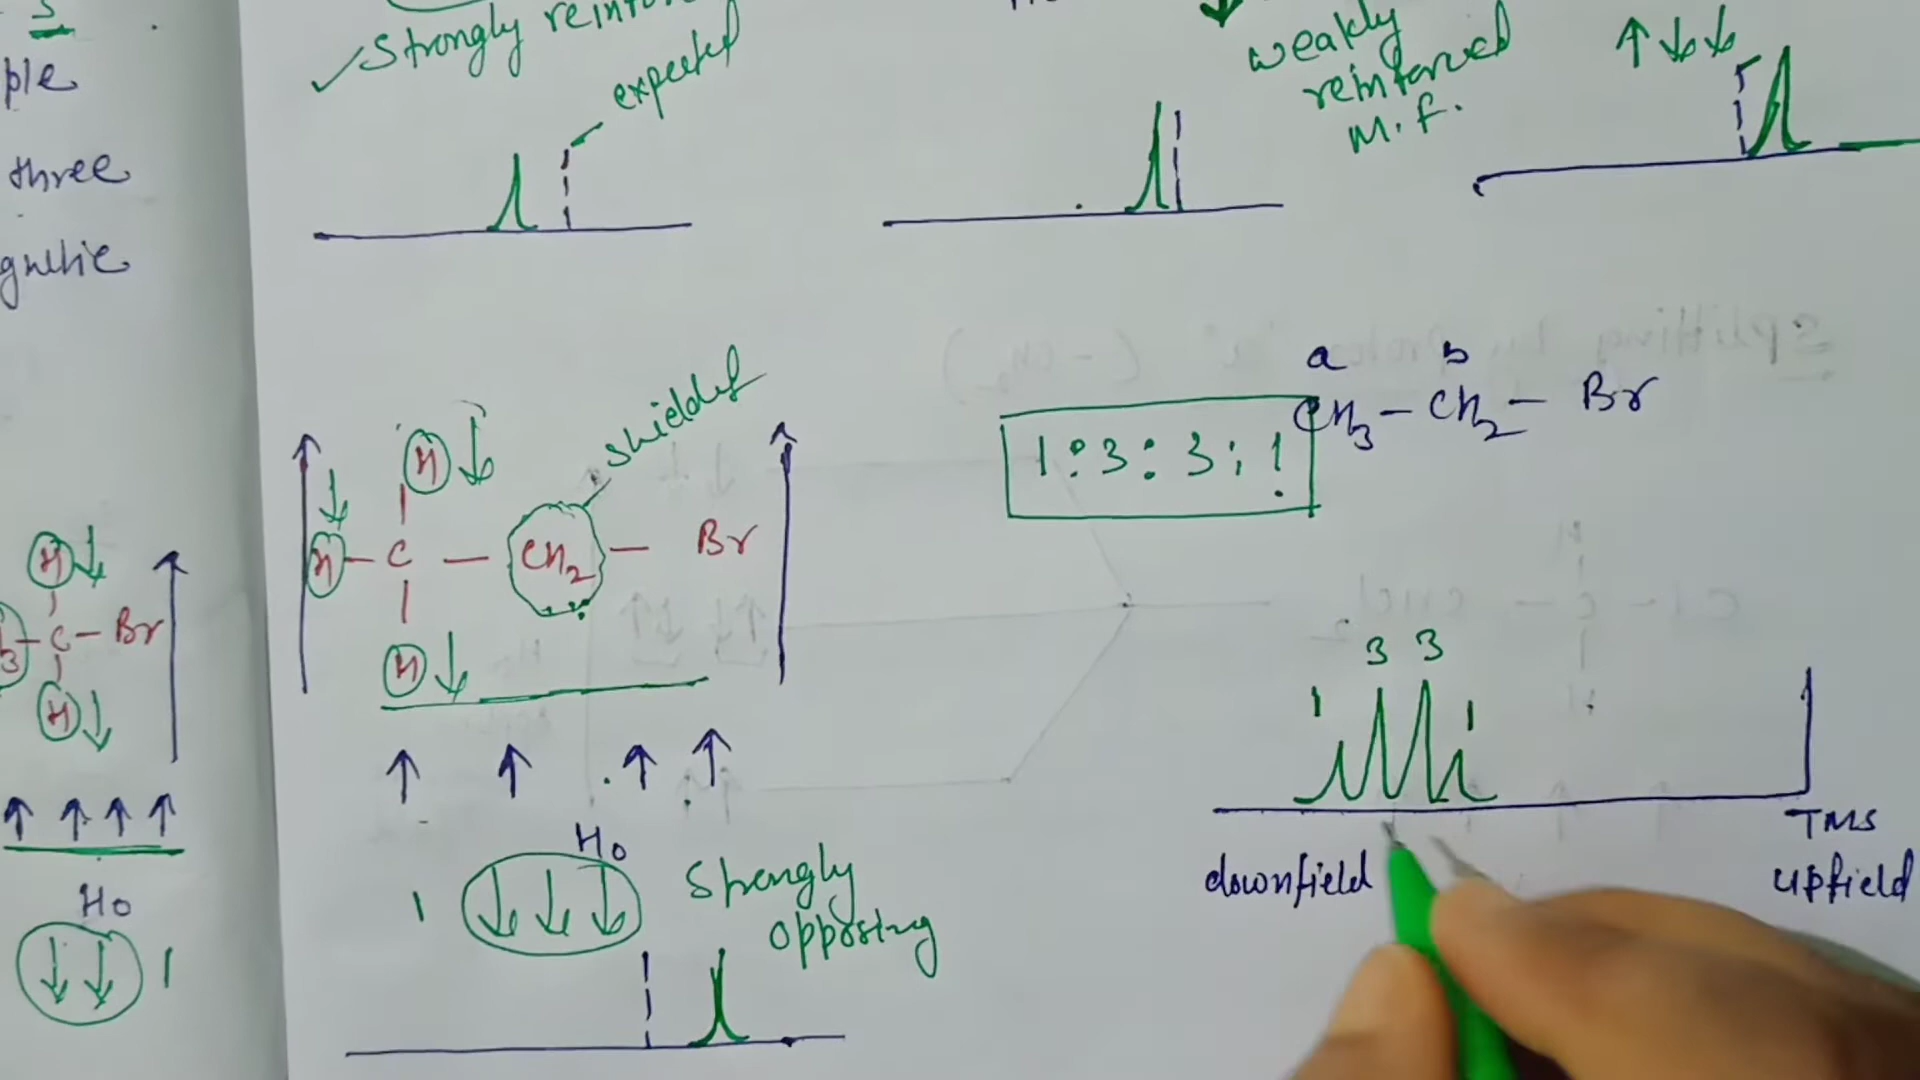 ple
three
gnetic
✓ Strongly
expected
weakly
reinforced
M.F.
↑ ↓ ↓
a b
CH3 – CH2 – Br
1 : 3 : 3 : 1
shielded
H ↓
↓
H – C – CH2 – Br
H ↓
↑ ↑ ↑ ↑
H0
1 ↓ ↓ ↓ Strongly
opposing
H ↓
3 – C – Br
H ↓
↑ ↑ ↑ ↑
H0
↓ ↓ 1
3 3
1 1
TMS
downfield upfield